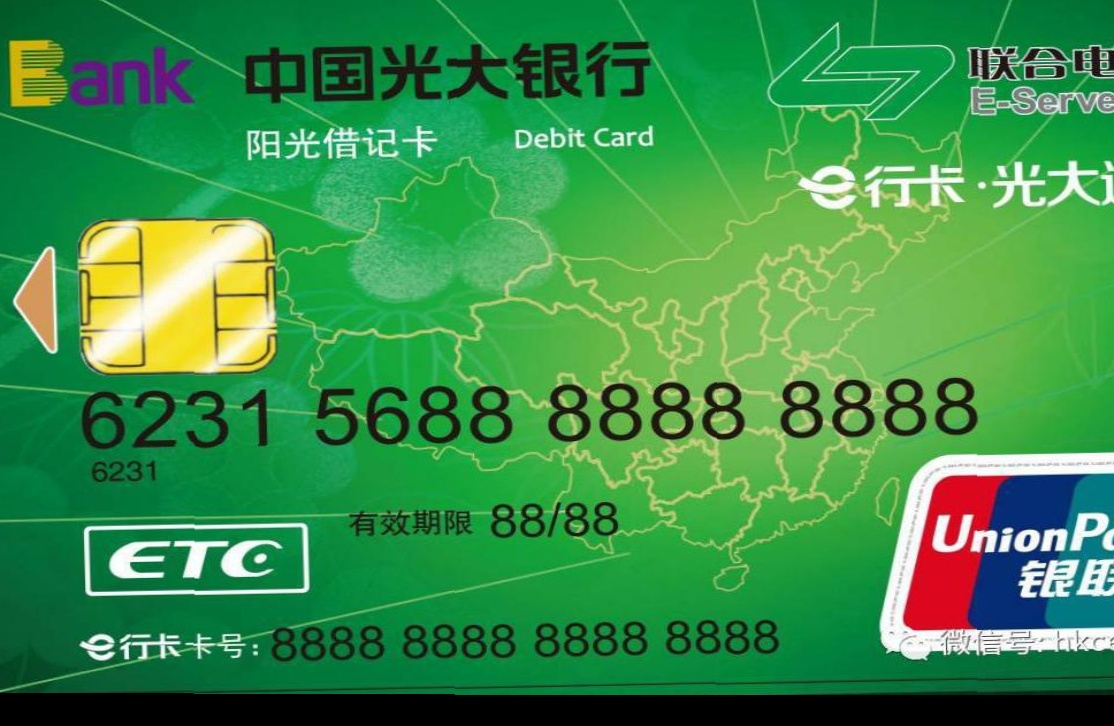 Bank 中国光大银行
联合电
E-Serve
阳光借记卡 Debit Card
e行卡·光大通
6231 5688 8888 8888
6231
有效期限 88/88
ETC
UnionPa
银联
e行卡卡号: 8888 8888 8888 8888
微信号: hkce